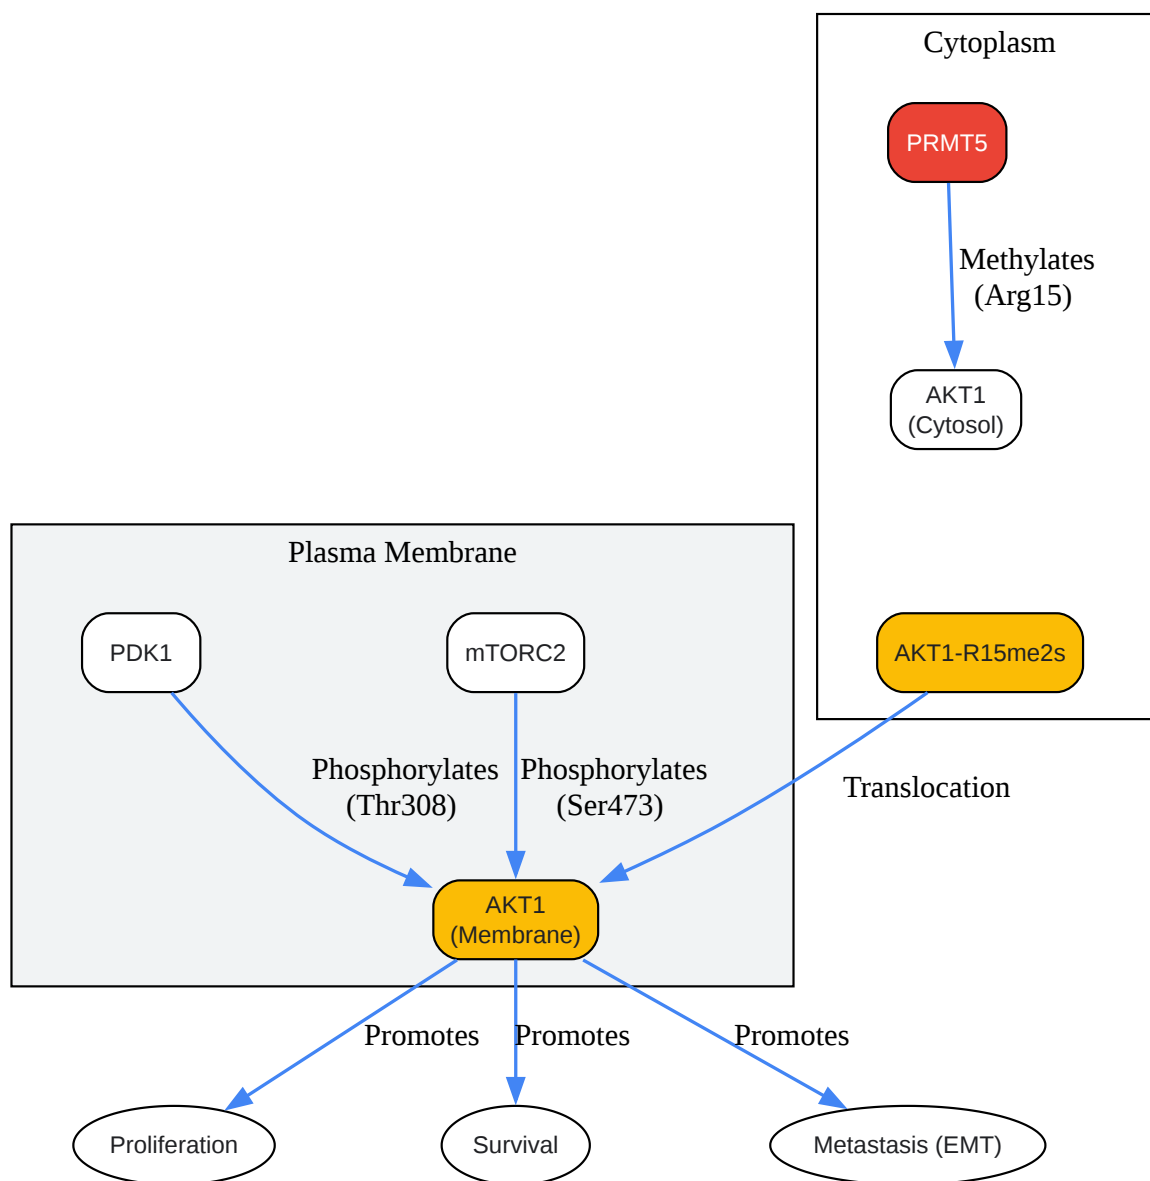 Cytoplasm
PRMT5
Methylates
(Arg15)
AKT1
(Cytosol)
Plasma Membrane
PDK1
mTORC2
AKT1-R15me2s
Phosphorylates
(Thr308)
Phosphorylates
(Ser473)
Translocation
AKT1
(Membrane)
Promotes
Promotes
Promotes
Proliferation
Survival
Metastasis (EMT)